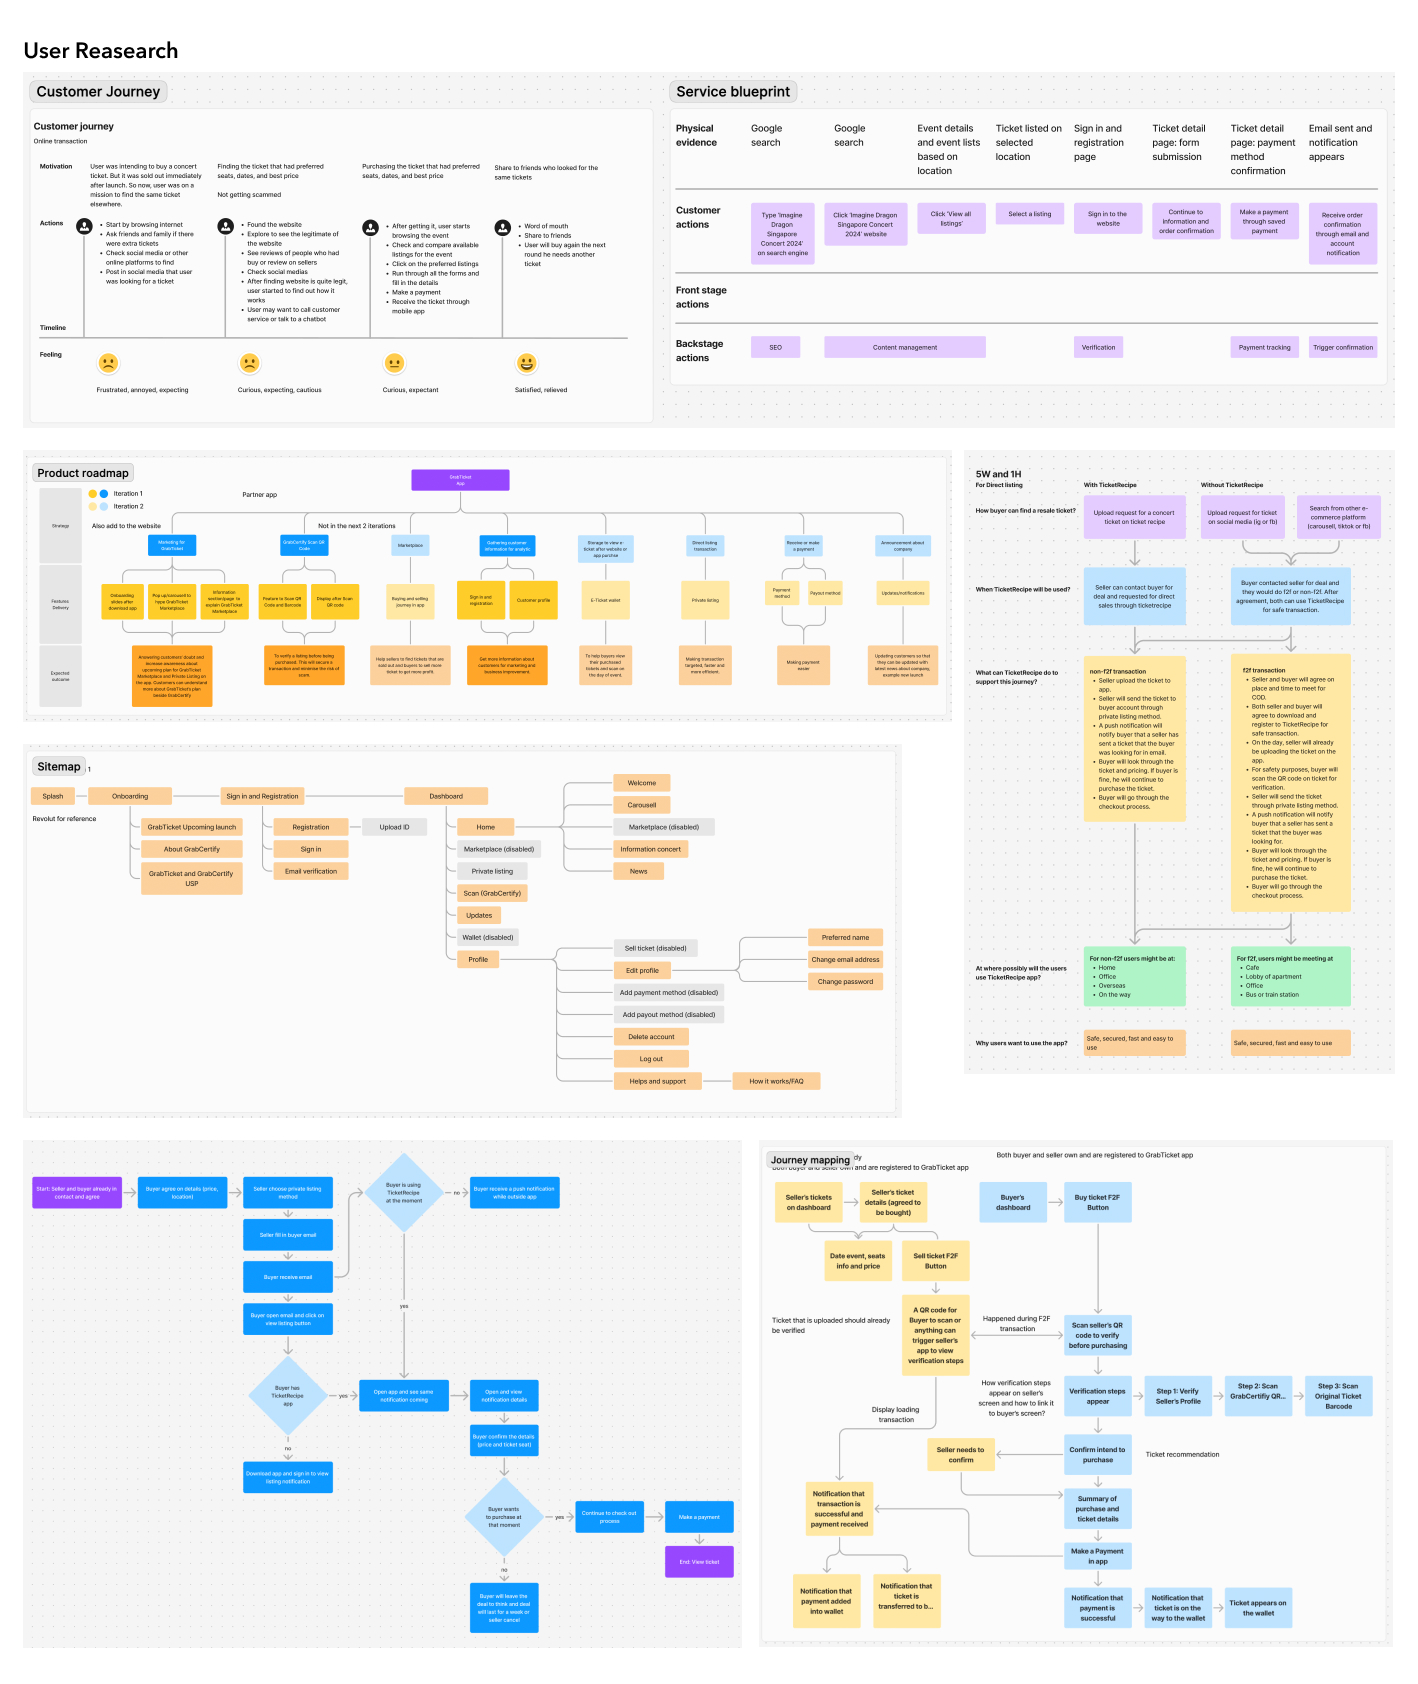 User Reasearch
Customer Journey
Customer journey
Online transaction
Motivation
User was intending to buy a concert
ticket. But it was sold out immediately
after launch. So now, user was on a
mission to find the same ticket
elsewhere.
Finding the ticket that had preferred
seats, dates, and best price
Not getting scammed
Purchasing the ticket that had preferred
seats, dates, and best price
Share to friends who looked for the
same tickets
Actions
• Start by browsing internet
• Ask friends and family if there
were extra tickets
• Check social media or other
online platforms to find
• Post in social media that user
was looking for a ticket
• Found the website
• Explore to see the legitimate of
the website
• See reviews of people who had
buy or review on sellers
• Check social medias
• After finding website is quite legit,
user started to find out how it
works
• User may want to call customer
service or talk to a chatbot
• After getting it, user starts
browsing the event
• Check and compare available
listings for the event
• Click on the preferred listings
• Run through all the forms and
fill in the details
• Make a payment
• Receive the ticket through
mobile app
• Word of mouth
• Share to friends
• User will buy again the next
round he needs another
ticket
Timeline
Feeling
Frustrated, annoyed, expecting
Curious, expecting, cautious
Curious, expectant
Satisfied, relieved
Service blueprint
Physical
evidence
Google
search
Google
search
Event details
and event lists
based on
location
Ticket listed on
selected
location
Sign in and
registration
page
Ticket detail
page: form
submission
Ticket detail
page: payment
method
confirmation
Email sent and
notification
appears
Customer
actions
Type 'Imagine
Dragon
Singapore
Concert 2024'
on search engine
Click 'Imagine Dragon
Singapore Concert
2024' website
Click 'View all
listings'
Select a listing
Sign in to the
website
Continue to
information and
order confirmation
Make a payment
through saved
payment
Receive order
confirmation
through email and
account
notification
Front stage
actions
Backstage
actions
SEO
Content management
Verification
Payment tracking
Trigger confirmation
Product roadmap
Iteration 1
Iteration 2
Partner app
GrabTicket
App
Also add to the website
Not in the next 2 iterations
Strategy
Marketing for
GrabTicket
GrabCertify Scan QR
Code
Marketplace
Gathering customer
information for analytic
Storage to view e-
ticket after website or
app purchse
Direct listing
transaction
Receive or make
a payment
Announcement about
company
Features
Delivery
Onboarding
slides after
download app
Pop up/carousell in
hype GrabTicket
Marketplace
Information
section/page to
explain GrabTicket
Marketplace
Feature to Scan QR
Code and Barcode
Display after Scan
QR code
Buying and selling
journey in app
Sign in and
registration
Customer profile
E-Ticket wallet
Private listing
Payment
method
Payout method
Updates/notifications
Expected
outcome
Answering customers' doubt and
increase awareness about
upcoming plan for GrabTicket
Marketplace and Private Listing on
the app. Customers can understand
more about GrabTicket's plan
beside GrabCertify
To verify a listing before being
purchased. This will secure a
transaction and minimise the risk of
scam.
Help sellers to find tickets that are
sold out and buyers to sell more
ticket to get more profit.
Get more information about
customers for marketing and
business improvement.
To help buyers view
their purchased
tickets and scan on
the day of event.
Making transaction
targeted, faster and
more efficient.
Making payment
easier
Updating customers so that
they can be updated with
latest news about company,
example new launch
5W and 1H
For Direct listing
With TicketRecipe
Without TicketRecipe
How buyer can find a resale ticket?
Upload request for a concert
ticket on ticket recipe
Upload request for ticket
on social media (ig or fb)
Search from other e-
commerce platform
(carousell, tiktok or fb)
When TicketRecipe will be used?
Seller can contact buyer for
deal and requested for direct
sales through ticketrecipe
Buyer contacted seller for deal and
they would do f2f or non-f2f. After
agreement, both can use TicketRecipe
for safe transaction.
What can TicketRecipe do to
support this journey?
non-f2f transaction
• Seller upload the ticket to
app.
• Seller will send the ticket to
buyer account through
private listing method.
• A push notification will
notify buyer that a seller has
sent a ticket that the buyer
was looking for in email.
• Buyer will look through the
ticket and pricing. If buyer is
fine, he will continue to
purchase the ticket.
• Buyer will go through the
checkout process.
f2f transaction
• Seller and buyer will agree on
place and time to meet for
COD.
• Both seller and buyer will
agree to download and
register to TicketRecipe for
safe transaction.
• On the day, seller will already
be uploading the ticket on the
app.
• For safety purposes, buyer will
scan the QR code on ticket for
verification.
• Seller will send the ticket
through private listing method.
• A push notification will notify
buyer that a seller has sent a
ticket that the buyer was
looking for.
• Buyer will look through the
ticket and pricing. If buyer is
fine, he will continue to
purchase the ticket.
• Buyer will go through the
checkout process.
At where possibly will the users
use TicketRecipe app?
For non-f2f users might be at:
• Home
• Office
• Overseas
• On the way
For f2f, users might be meeting at
• Cafe
• Lobby of apartment
• Office
• Bus or train station
Why users want to use the app?
Safe, secured, fast and easy to
use
Safe, secured, fast and easy to use
Sitemap
1
Splash
Onboarding
Sign in and Registration
Dashboard
Revolut for reference
GrabTicket Upcoming launch
About GrabCertify
GrabTicket and GrabCertify
USP
Registration
Upload ID
Sign in
Email verification
Home
Marketplace (disabled)
Private listing
Scan (GrabCertify)
Updates
Wallet (disabled)
Profile
Welcome
Carousell
Marketplace (disabled)
Information concert
News
Sell ticket (disabled)
Edit profile
Add payment method (disabled)
Add payout method (disabled)
Delete account
Log out
Helps and support
How it works/FAQ
Preferred name
Change email address
Change password
Start: Seller and buyer already in
contact and agree
Buyer agree on details (price,
location)
Seller choose private listing
method
Seller fill in buyer email
Buyer receive email
Buyer open email and click on
view listing button
Buyer has
TicketRecipe
app
yes
no
Download app and sign in to view
listing notification
Buyer is using
TicketRecipe
at the moment
no
Buyer receive a push notification
while outside app
yes
Open app and see same
notification coming
Open and view
notification details
Buyer confirm the details
(price and ticket seat)
Buyer wants
to purchase at
that moment
yes
Continue to check out
process
Make a payment
End: View ticket
no
Buyer will leave the
deal to think and deal
will last for a week or
seller cancel
Journey mapping
dy
Both buyer and seller own and are registered to GrabTicket app
Both buyer and seller own and are registered to GrabTicket app
Seller's tickets
on dashboard
Seller's ticket
details (agreed to
be bought)
Buyer's
dashboard
Buy ticket F2F
Button
Date event, seats
info and price
Sell ticket F2F
Button
Ticket that is uploaded should already
be verified
A QR code for
Buyer to scan or
anything can
trigger seller's
app to view
verification steps
Happened during F2F
transaction
Scan seller's QR
code to verify
before purchasing
How verification steps
appear on seller's
screen and how to link it
to buyer's screen?
Verification steps
appear
Step 1: Verify
Seller's Profile
Step 2: Scan
GrabCertifiy QR...
Step 3: Scan
Original Ticket
Barcode
Display loading
transaction
Seller needs to
confirm
Confirm intend to
purchase
Ticket recommendation
Notification that
transaction is
successful and
payment received
Summary of
purchase and
ticket details
Make a Payment
in app
Notification that
payment added
into wallet
Notification that
ticket is
transferred to b...
Notification that
payment is
successful
Notification that
ticket is on the
way to the wallet
Ticket appears on
the wallet